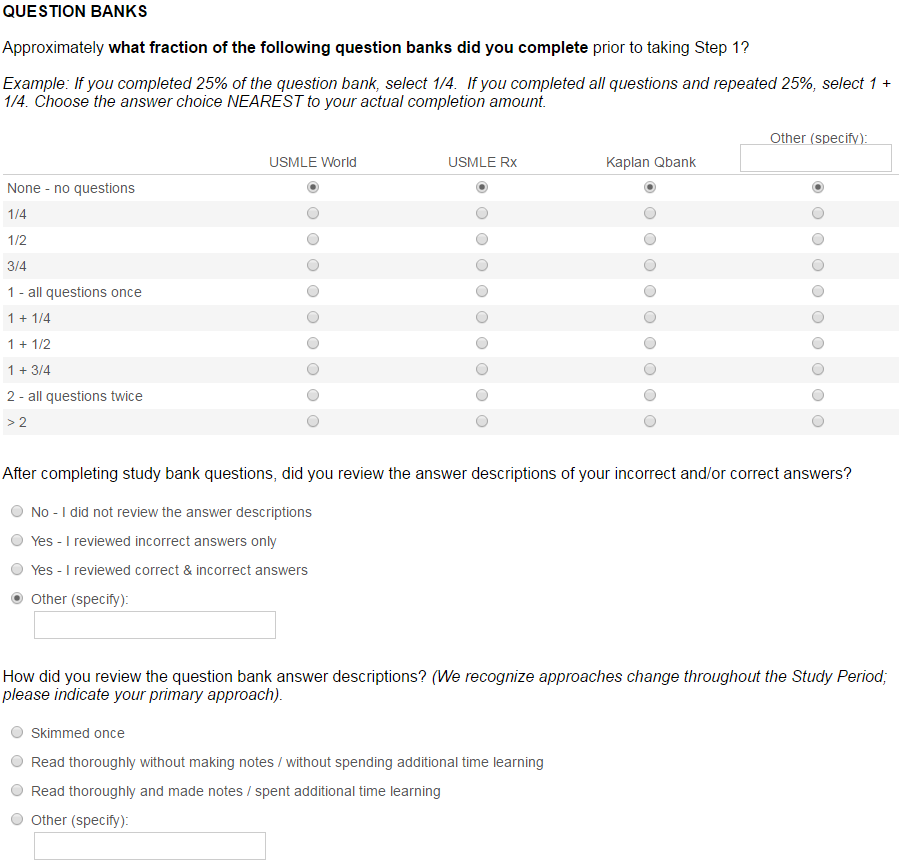 QUESTION BANKS
Approximately what fraction of the following question banks did you complete prior to taking Step 1?
Example: If you completed 25% of the question bank, select 1/4. If you completed all questions and repeated 25%, select 1 +
1/4. Choose the answer choice NEAREST to your actual completion amount.
Other (specify):
USMLE World USMLE Rx Kaplan Qbank
None - no questions
1/4
1/2
3/4
1 - all questions once
1 + 1/4
1 + 1/2
1 + 3/4
2 - all questions twice
> 2
After completing study bank questions, did you review the answer descriptions of your incorrect and/or correct answers?
No - I did not review the answer descriptions
Yes - I reviewed incorrect answers only
Yes - I reviewed correct & incorrect answers
Other (specify):
How did you review the question bank answer descriptions? (We recognize approaches change throughout the Study Period;
please indicate your primary approach).
Skimmed once
Read thoroughly without making notes / without spending additional time learning
Read thoroughly and made notes / spent additional time learning
Other (specify):